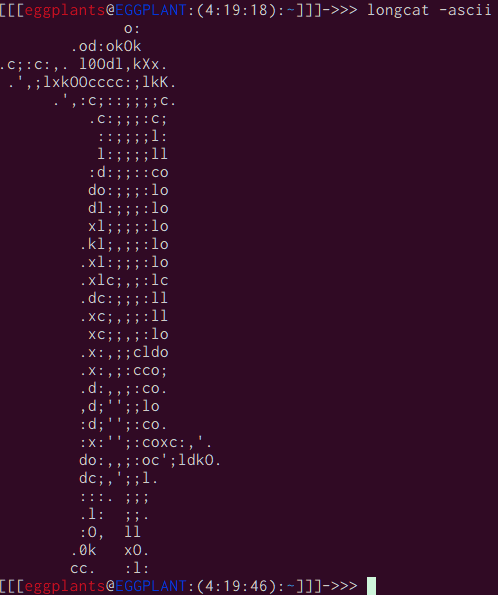 [[[eggplants@EGGPLANT:(4:19:18):~]]]->>> longcat -ascii
                o:
         .od:okOk
.c;:c:,. l0Odl,kXx.
 .',;lxkOOcccc:;lkK.
       .',:c;::;;;;c.
            .c:;;;:c;
             ::;;;;l:
             l:;;;;ll
            :d:;;::co
            do:;;;:lo
            dl:;;;:lo
            xl;;;;:lo
           .kl;,;;:lo
           .xl:;;;:lo
           .xlc;,;:lc
           .dc:;;;:ll
           .xc;,;;:ll
            xc;;,;:lo
           .x:,;;cldo
           .x:,;:cco;
           .d:,,;:co.
           ,d;'';;lo
           :d;'';:co.
           :x:'';:coxc:,'.
           do:,,;:oc';ldkO.
           dc;,';;l.
           :::. ;;;
           .l:  ;;.
           :O,  ll
          .0k   xO.
          cc.   :l:
[[[eggplants@EGGPLANT:(4:19:46):~]]]->>>